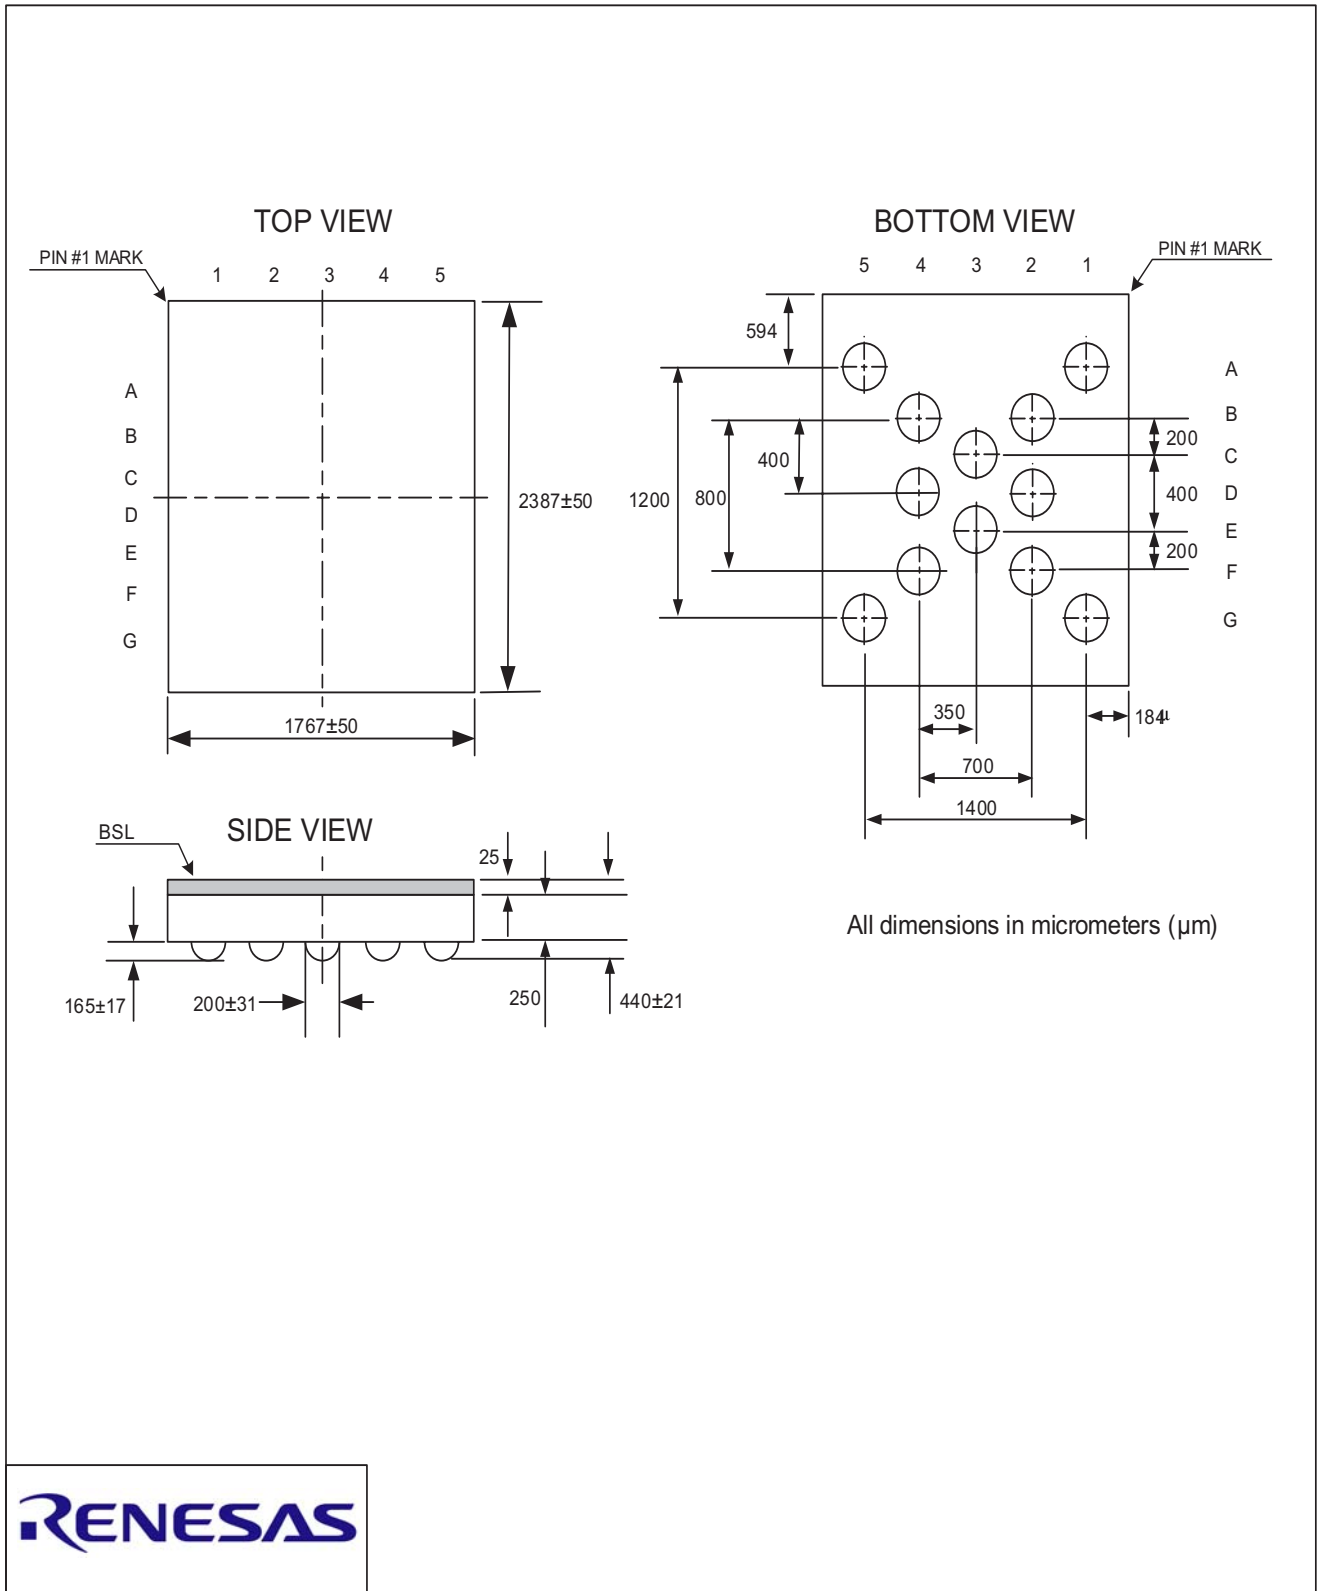 TOP VIEW
PIN #1 MARK
1 2 3 4 5
A
B
C
D
E
F
G
2387±50
1767±50
BOTTOM VIEW
PIN #1 MARK
5 4 3 2 1
594
1200
800
400
A
B
C
D
E
F
G
200
400
200
350
184µ
700
1400
SIDE VIEW
BSL
25
165±17
200±31
250
440±21
All dimensions in micrometers (µm)
RENESAS